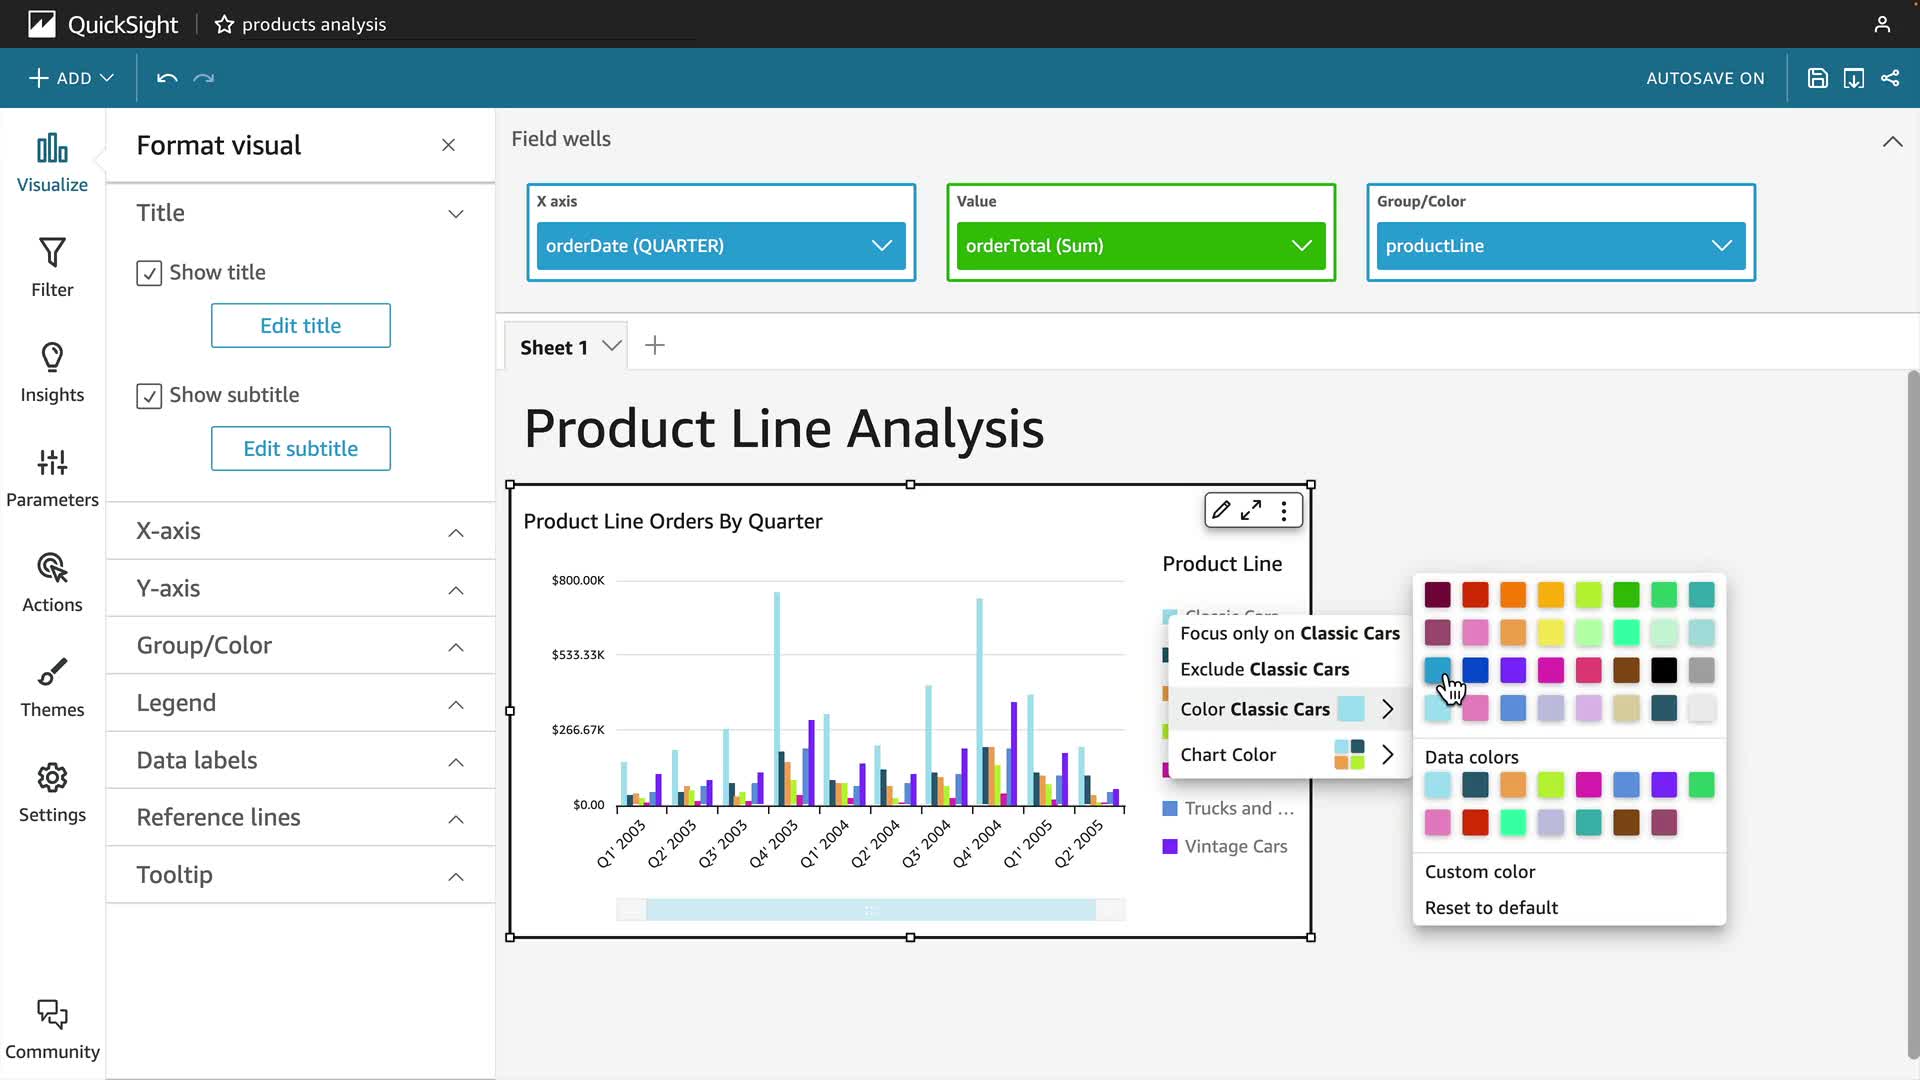 QuickSight
products analysis
ADD
AUTOSAVE ON
Visualize
Filter
Insights
Parameters
Actions
Themes
Settings
Community
Format visual
Title
Show title
Edit title
Show subtitle
Edit subtitle
X-axis
Y-axis
Group/Color
Legend
Data labels
Reference lines
Tooltip
Field wells
X axis
orderDate (QUARTER)
Value
orderTotal (Sum)
Group/Color
productLine
Sheet 1
Product Line Analysis
Product Line Orders By Quarter
$800.00K
$533.33K
$266.67K
$0.00
Q1' 2003
Q2' 2003
Q3' 2003
Q4' 2003
Q1' 2004
Q2' 2004
Q3' 2004
Q4' 2004
Q1' 2005
Q2' 2005
Product Line
Classic Cars
Trucks and ...
Vintage Cars
Focus only on Classic Cars
Exclude Classic Cars
Color Classic Cars
Chart Color
Data colors
Custom color
Reset to default